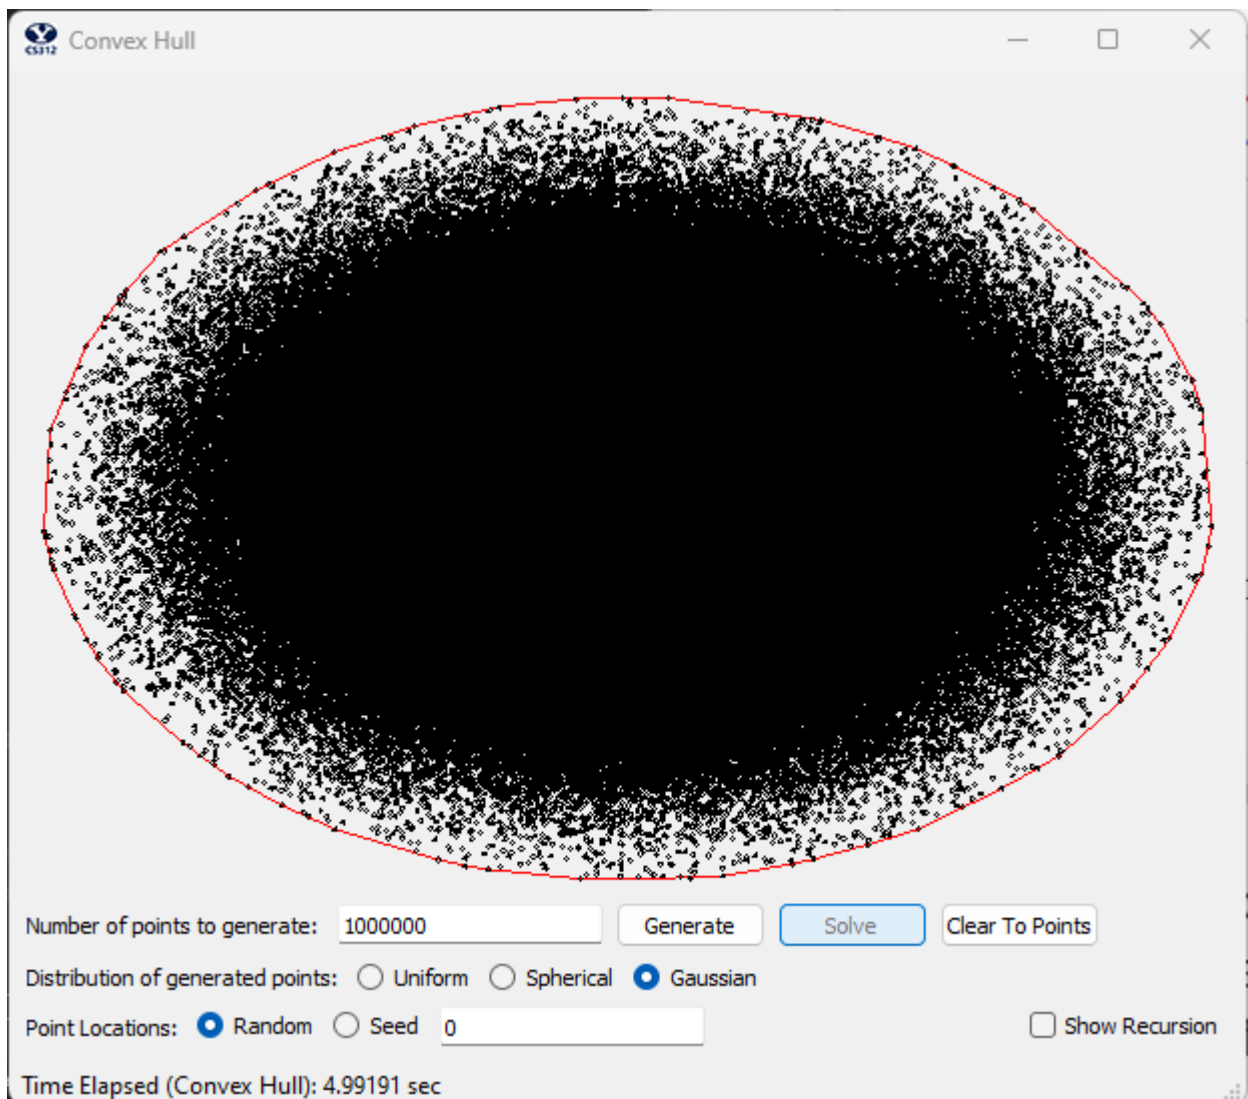 CS312 Convex Hull
Number of points to generate: 1000000 Generate Solve Clear To Points
Distribution of generated points: Uniform Spherical Gaussian
Point Locations: Random Seed 0 Show Recursion
Time Elapsed (Convex Hull): 4.99191 sec